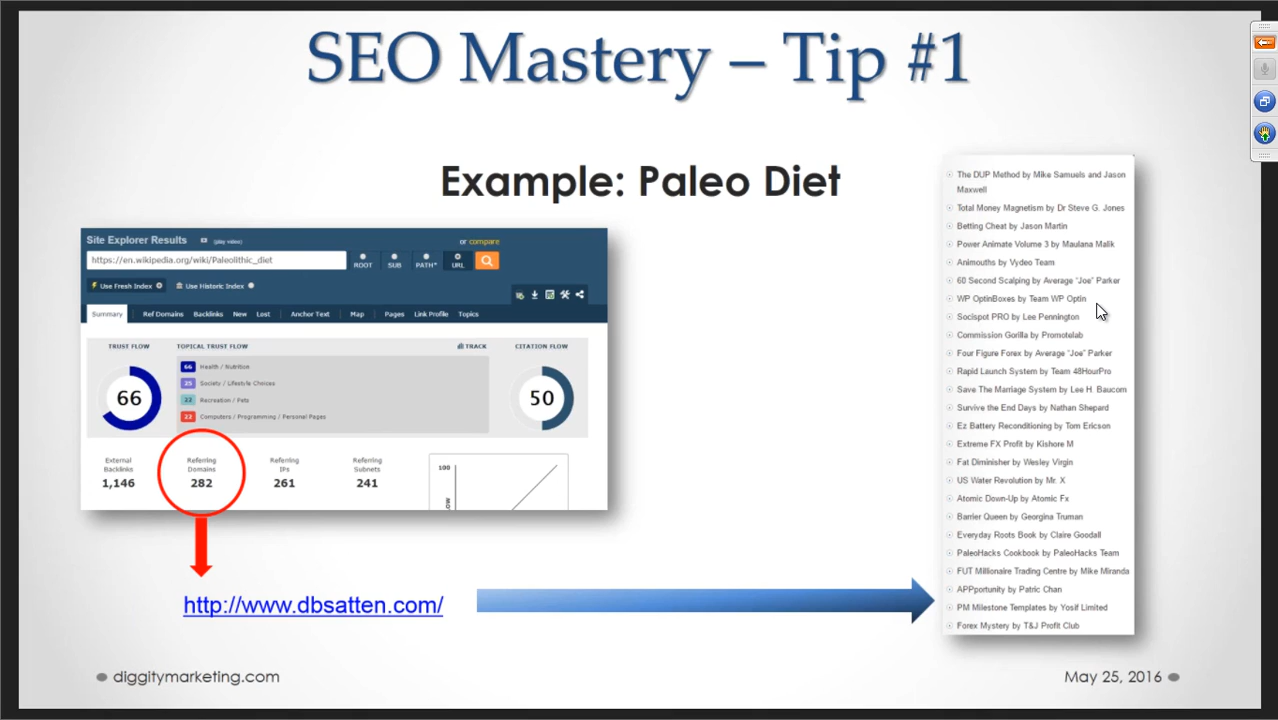 SEO Mastery – Tip #1
Example: Paleo Diet
Site Explorer Results (play video) or compare
https://en.wikipedia.org/wiki/Paleolithic_diet
ROOT SUB PATH* URL
Use Fresh Index Use Historic Index
Summary Ref Domains Backlinks New Lost Anchor Text Map Pages Link Profile Topics
TRUST FLOW TOPICAL TRUST FLOW TRACK CITATION FLOW
66 Health / Nutrition
35 Society / Lifestyle Choices
22 Recreation / Pets
22 Computers / Programming / Personal Pages
66
50
External Backlinks
1,146
Referring Domains
282
Referring IPs
261
Referring Subnets
241
100
http://www.dbsatten.com/
The DUP Method by Mike Samuels and Jason
Maxwell
Total Money Magnetism by Dr Steve G. Jones
Betting Cheat by Jason Martin
Power Animate Volume 3 by Maulana Malik
Animouths by Vydeo Team
60 Second Scalping by Average “Joe” Parker
WP OptinBoxes by Team WP Optin
Socispot PRO by Lee Pennington
Commission Gorilla by Promotelab
Four Figure Forex by Average “Joe” Parker
Rapid Launch System by Team 48HourPro
Save The Marriage System by Lee H. Baucom
Survive the End Days by Nathan Shepard
Ez Battery Reconditioning by Tom Ericson
Extreme FX Profit by Kishore M
Fat Diminisher by Wesley Virgin
US Water Revolution by Mr. X
Atomic Down-Up by Atomic Fx
Barrier Queen by Georgina Truman
Everyday Roots Book by Claire Goodall
PaleoHacks Cookbook by PaleoHacks Team
FUT Millionaire Trading Centre by Mike Miranda
APPportunity by Patric Chan
PM Milestone Templates by Yosif Limited
Forex Mystery by T&J Profit Club
diggitymarketing.com
May 25, 2016